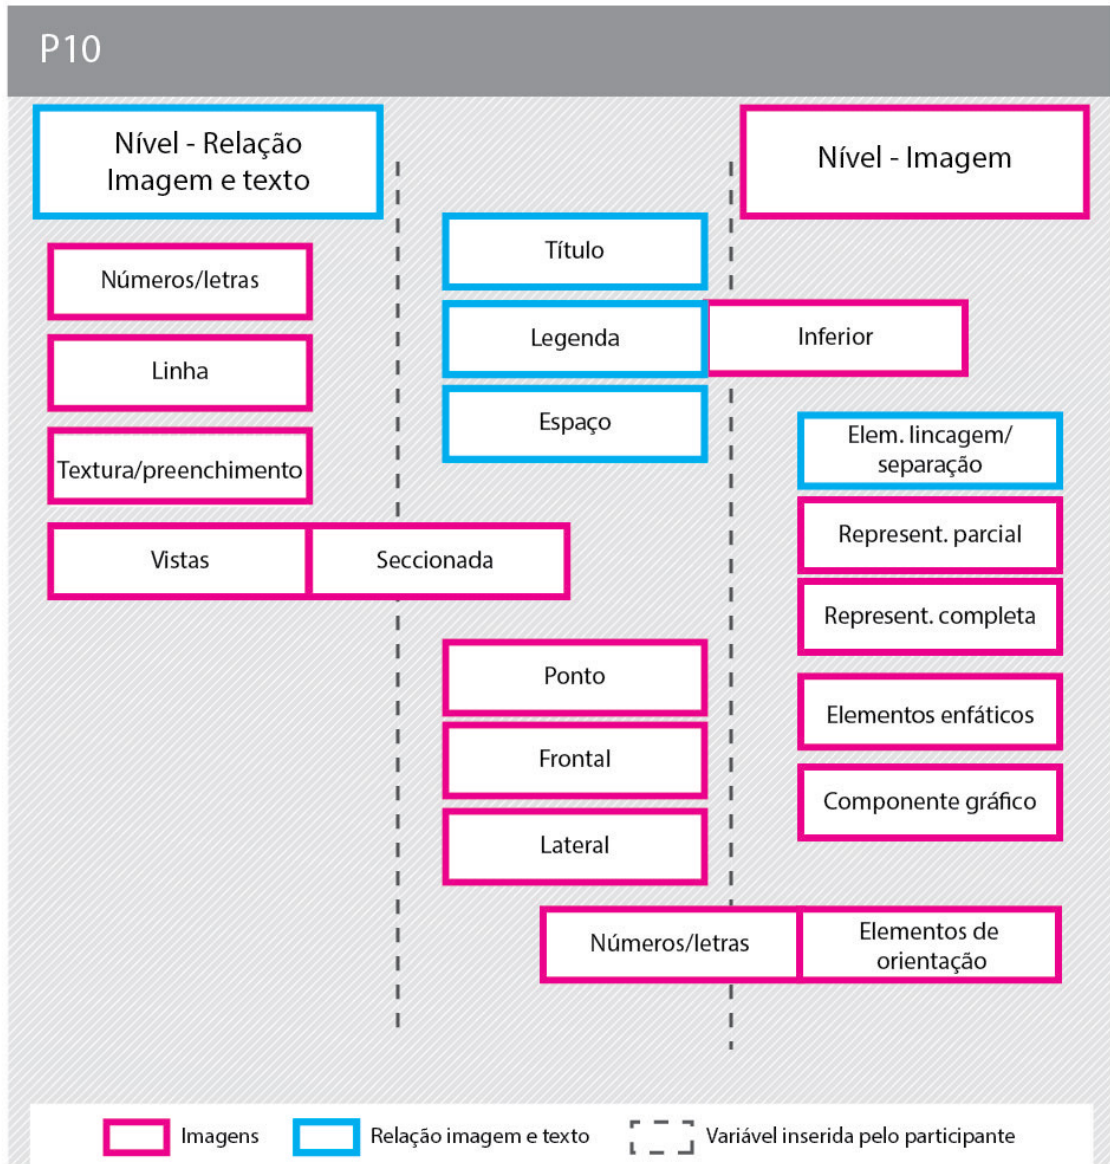 P10
Nível - Relação
Imagem e texto
Nível - Imagem
Números/letras
Linha
Textura/preenchimento
Vistas
Seccionada
Título
Legenda
Inferior
Espaço
Elem. lincagem/
separação
Represent. parcial
Represent. completa
Elementos enfáticos
Componente gráfico
Ponto
Frontal
Lateral
Números/letras
Elementos de
orientação
Imagens
Relação imagem e texto
Variável inserida pelo participante